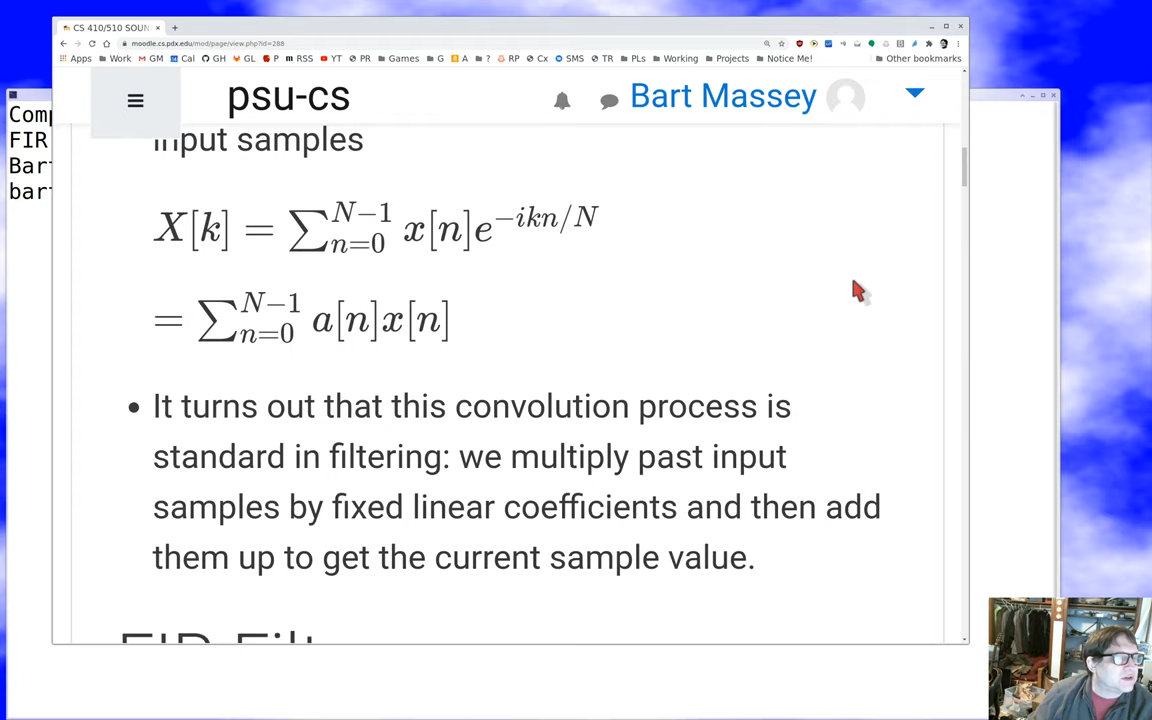 CS 410/510 SOUN
moodle.cs.pdx.edu/mod/page/view.php?id=288
Apps Work GM Cal GH GL P RSS YT PR Games G A ? RP Cx SMS TR PLs Working Projects Notice Me! Other bookmarks
psu-cs Bart Massey
Com
FIR
Bar
bar
input samples
X[k] = ∑_{n=0}^{N−1} x[n]e^{−ikn/N}
= ∑_{n=0}^{N−1} a[n]x[n]
• It turns out that this convolution process is
standard in filtering: we multiply past input
samples by fixed linear coefficients and then add
them up to get the current sample value.
FIR Filt